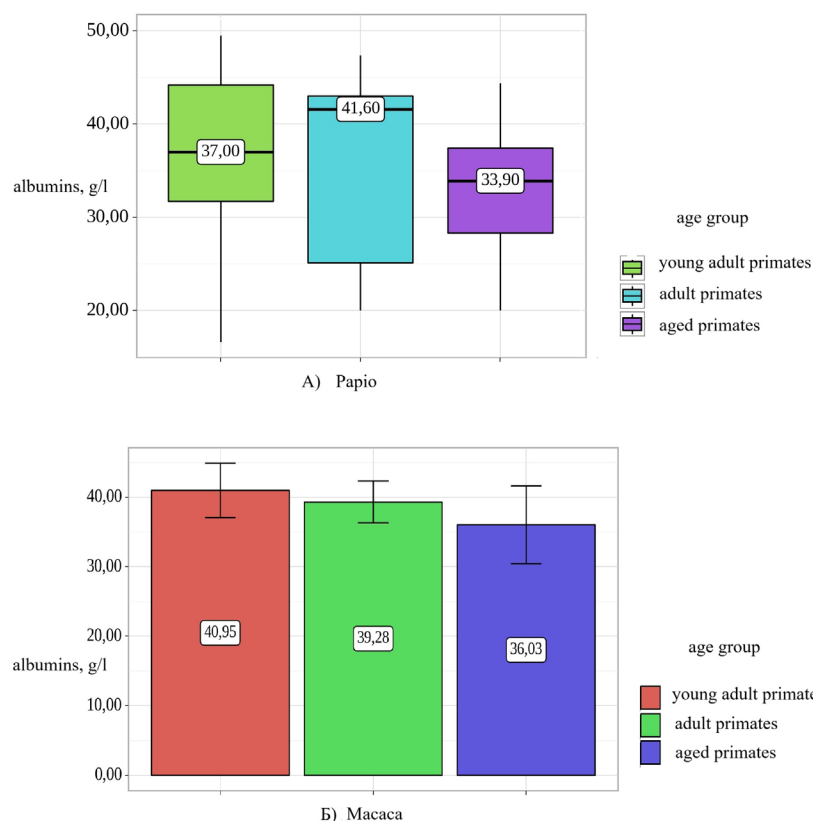 50,00
40,00
30,00
20,00
albumins, g/l
37,00
41,60
33,90
age group
young adult primates
adult primates
aged primates
A) Papio
40,00
30,00
20,00
10,00
0,00
albumins, g/l
40,95
39,28
36,03
age group
young adult primate
adult primates
aged primates
Б) Macaca